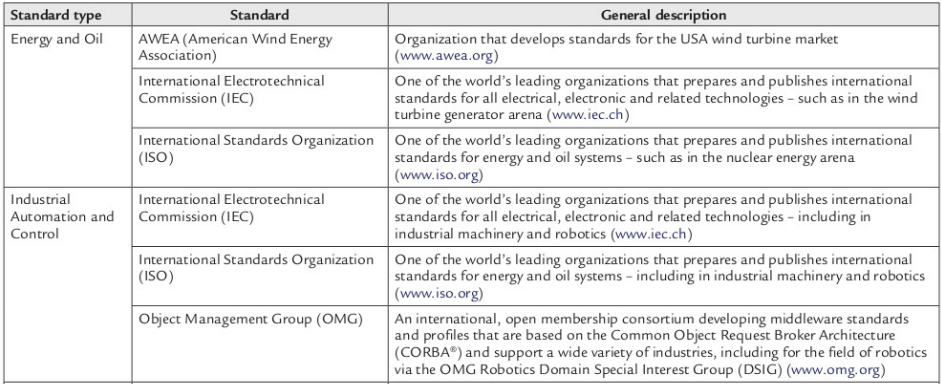 Standard type Standard General description
Energy and Oil AWEA (American Wind Energy Organization that develops standards for the USA wind turbine market
Association) (www.awea.org)
International Electrotechnical One of the world's leading organizations that prepares and publishes international
Commission (IEC) standards for all electrical, electronic and related technologies – such as in the wind
turbine generator arena (www.iec.ch)
International Standards Organization One of the world's leading organizations that prepares and publishes international
(ISO) standards for energy and oil systems – such as in the nuclear energy arena
(www.iso.org)
Industrial International Electrotechnical One of the world's leading organizations that prepares and publishes international
Automation and Commission (IEC) standards for all electrical, electronic and related technologies – including in
Control industrial machinery and robotics (www.iec.ch)
International Standards Organization One of the world's leading organizations that prepares and publishes international
(ISO) standards for energy and oil systems – including in industrial machinery and robotics
(www.iso.org)
Object Management Group (OMG) An international, open membership consortium developing middleware standards
and profiles that are based on the Common Object Request Broker Architecture
(CORBA®) and support a wide variety of industries, including for the field of robotics
via the OMG Robotics Domain Special Interest Group (DSIG) (www.omg.org)